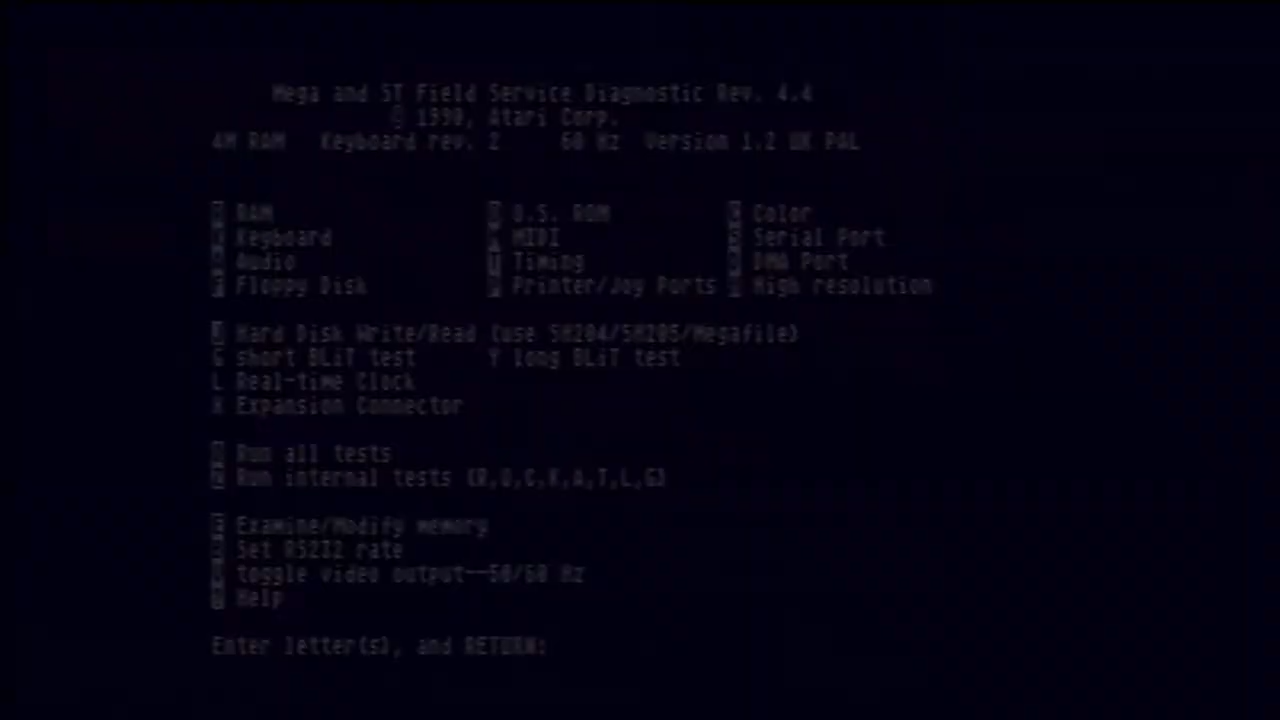 Mega and ST Field Service Diagnostic Rev. 4.4
© 1990, Atari Corp.
4M RAM Keyboard rev. 2 60 Hz Version 1.2 UK PAL
RAM O.S. ROM Color
Keyboard MIDI Serial Port
Audio T Timing DMA Port
Floppy Disk Printer/Joy Ports High resolution
Hard Disk Write/Read (use SH204/SH205/Megafile)
G short BLiT test Y long BLiT test
L Real-time Clock
X Expansion Connector
Run all tests
Run internal tests (R,O,C,K,A,T,L,G)
Examine/Modify memory
Set RS232 rate
toggle video output--50/60 Hz
Help
Enter letter(s), and RETURN: